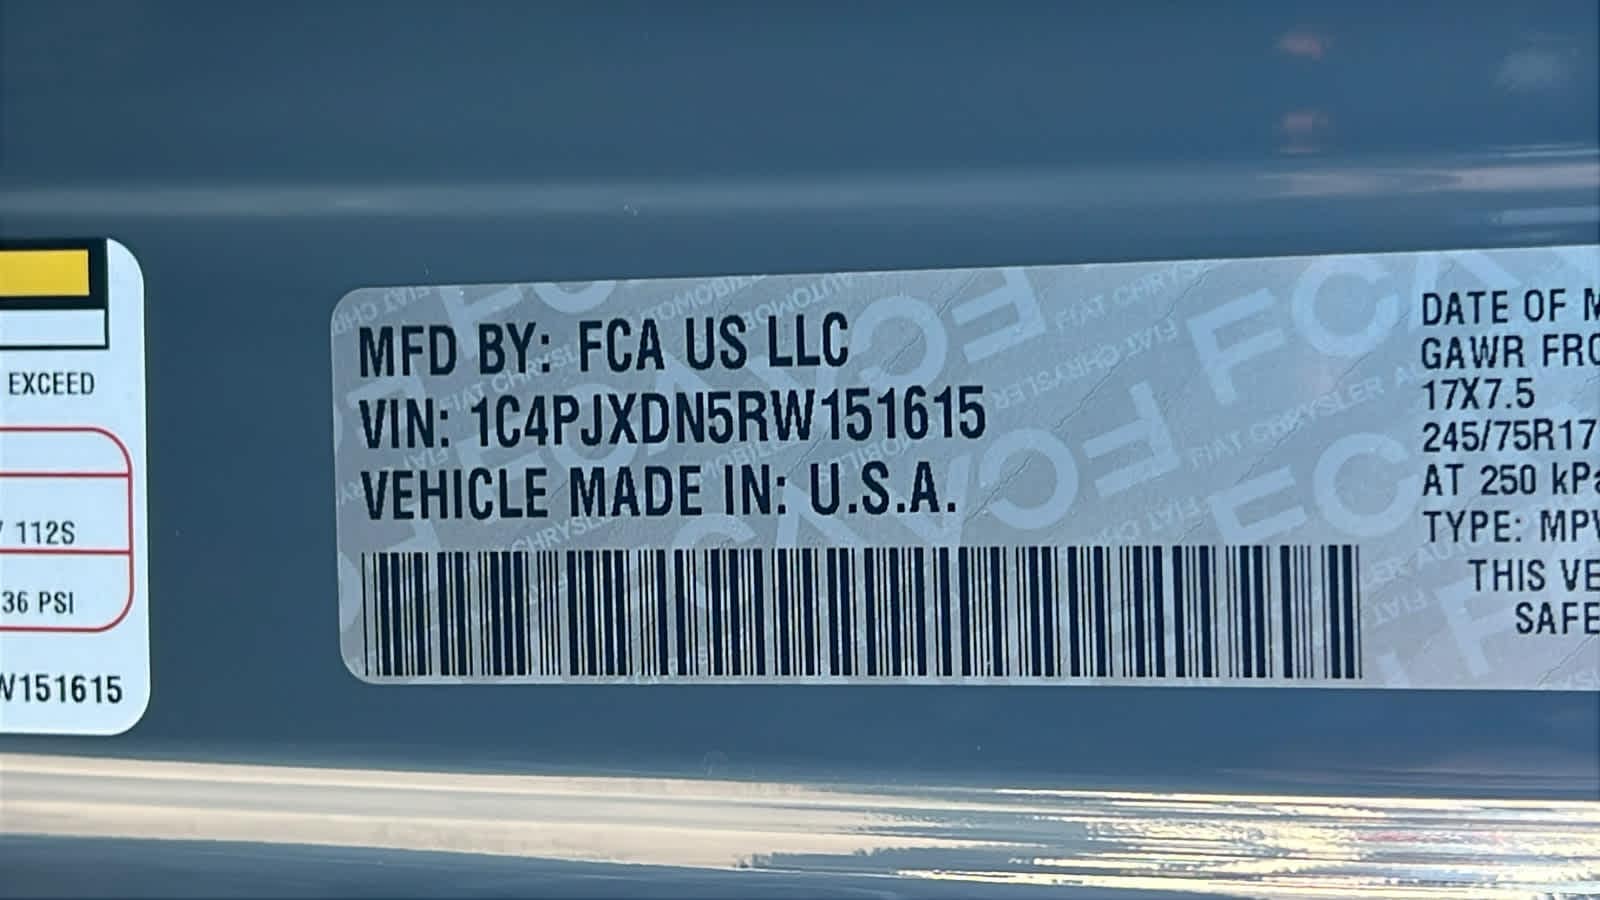 EXCEED
112S
36 PSI
W151615
MFD BY: FCA US LLC
VIN: 1C4PJXDN5RW151615
VEHICLE MADE IN: U.S.A.
DATE OF M
GAWR FRO
17X7.5
245/75R17
AT 250 kPa
TYPE: MPV
THIS VE
SAFE